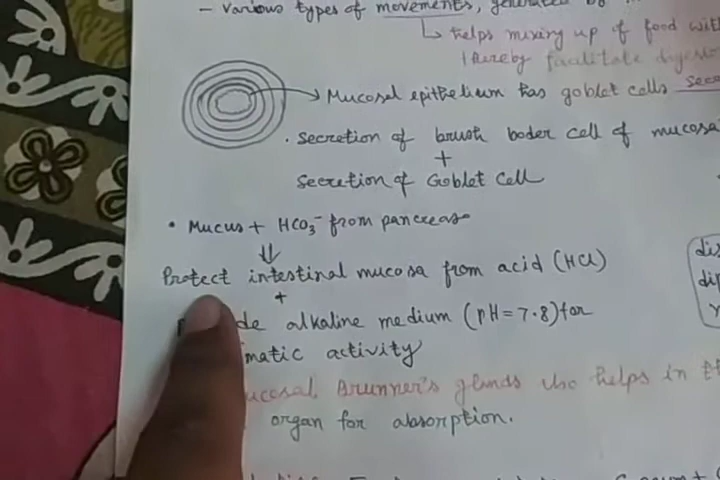 - Various types of movements, generated by
↳ helps mixing up of food with
thereby facilitate digest
→ Mucosal epithelium has goblet cells sec
. secretion of brush boder cell of mucosa
+
secretion of Goblet Cell
• Mucus + HCO3- from pancreas
⇓
Protect intestinal mucosa from acid (HCl)
+
de alkaline medium (pH = 7.8) for
matic activity
ucosal Brunner's glands also helps in
organ for absorption.